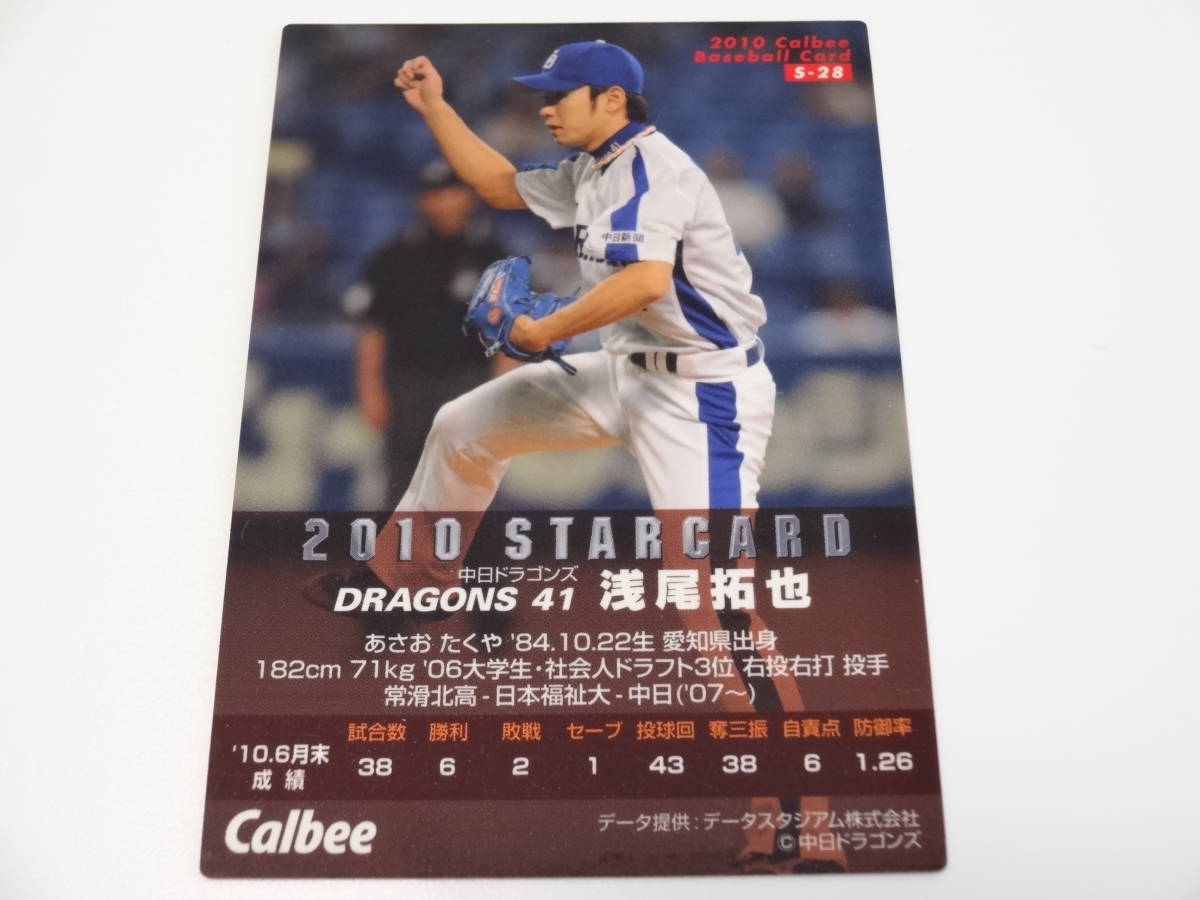 2010 Calbee
Baseball Card
S-28
中日新聞
2010 STARCARD
中日ドラゴンズ
DRAGONS 41 浅尾拓也
あさお たくや '84.10.22生 愛知県出身
182cm 71kg '06大学生・社会人ドラフト3位 右投右打 投手
常滑北高 - 日本福祉大 - 中日('07〜)
試合数 勝利 敗戦 セーブ 投球回 奪三振 自責点 防御率
'10.6月末
成績 38 6 2 1 43 38 6 1.26
Calbee
データ提供：データスタジアム株式会社
©中日ドラゴンズ